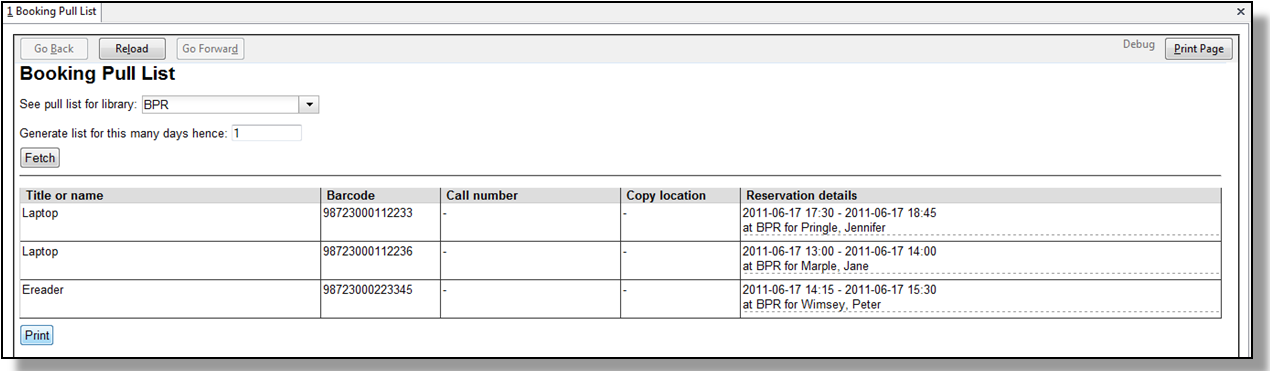 1 Booking Pull List
Go Back Reload Go Forward Debug Print Page
Booking Pull List
See pull list for library: BPR
Generate list for this many days hence: 1
Fetch
Title or name Barcode Call number Copy location Reservation details
Laptop 98723000112233 - - 2011-06-17 17:30 - 2011-06-17 18:45
at BPR for Pringle, Jennifer
Laptop 98723000112236 - - 2011-06-17 13:00 - 2011-06-17 14:00
at BPR for Marple, Jane
Ereader 98723000223345 - - 2011-06-17 14:15 - 2011-06-17 15:30
at BPR for Wimsey, Peter
Print